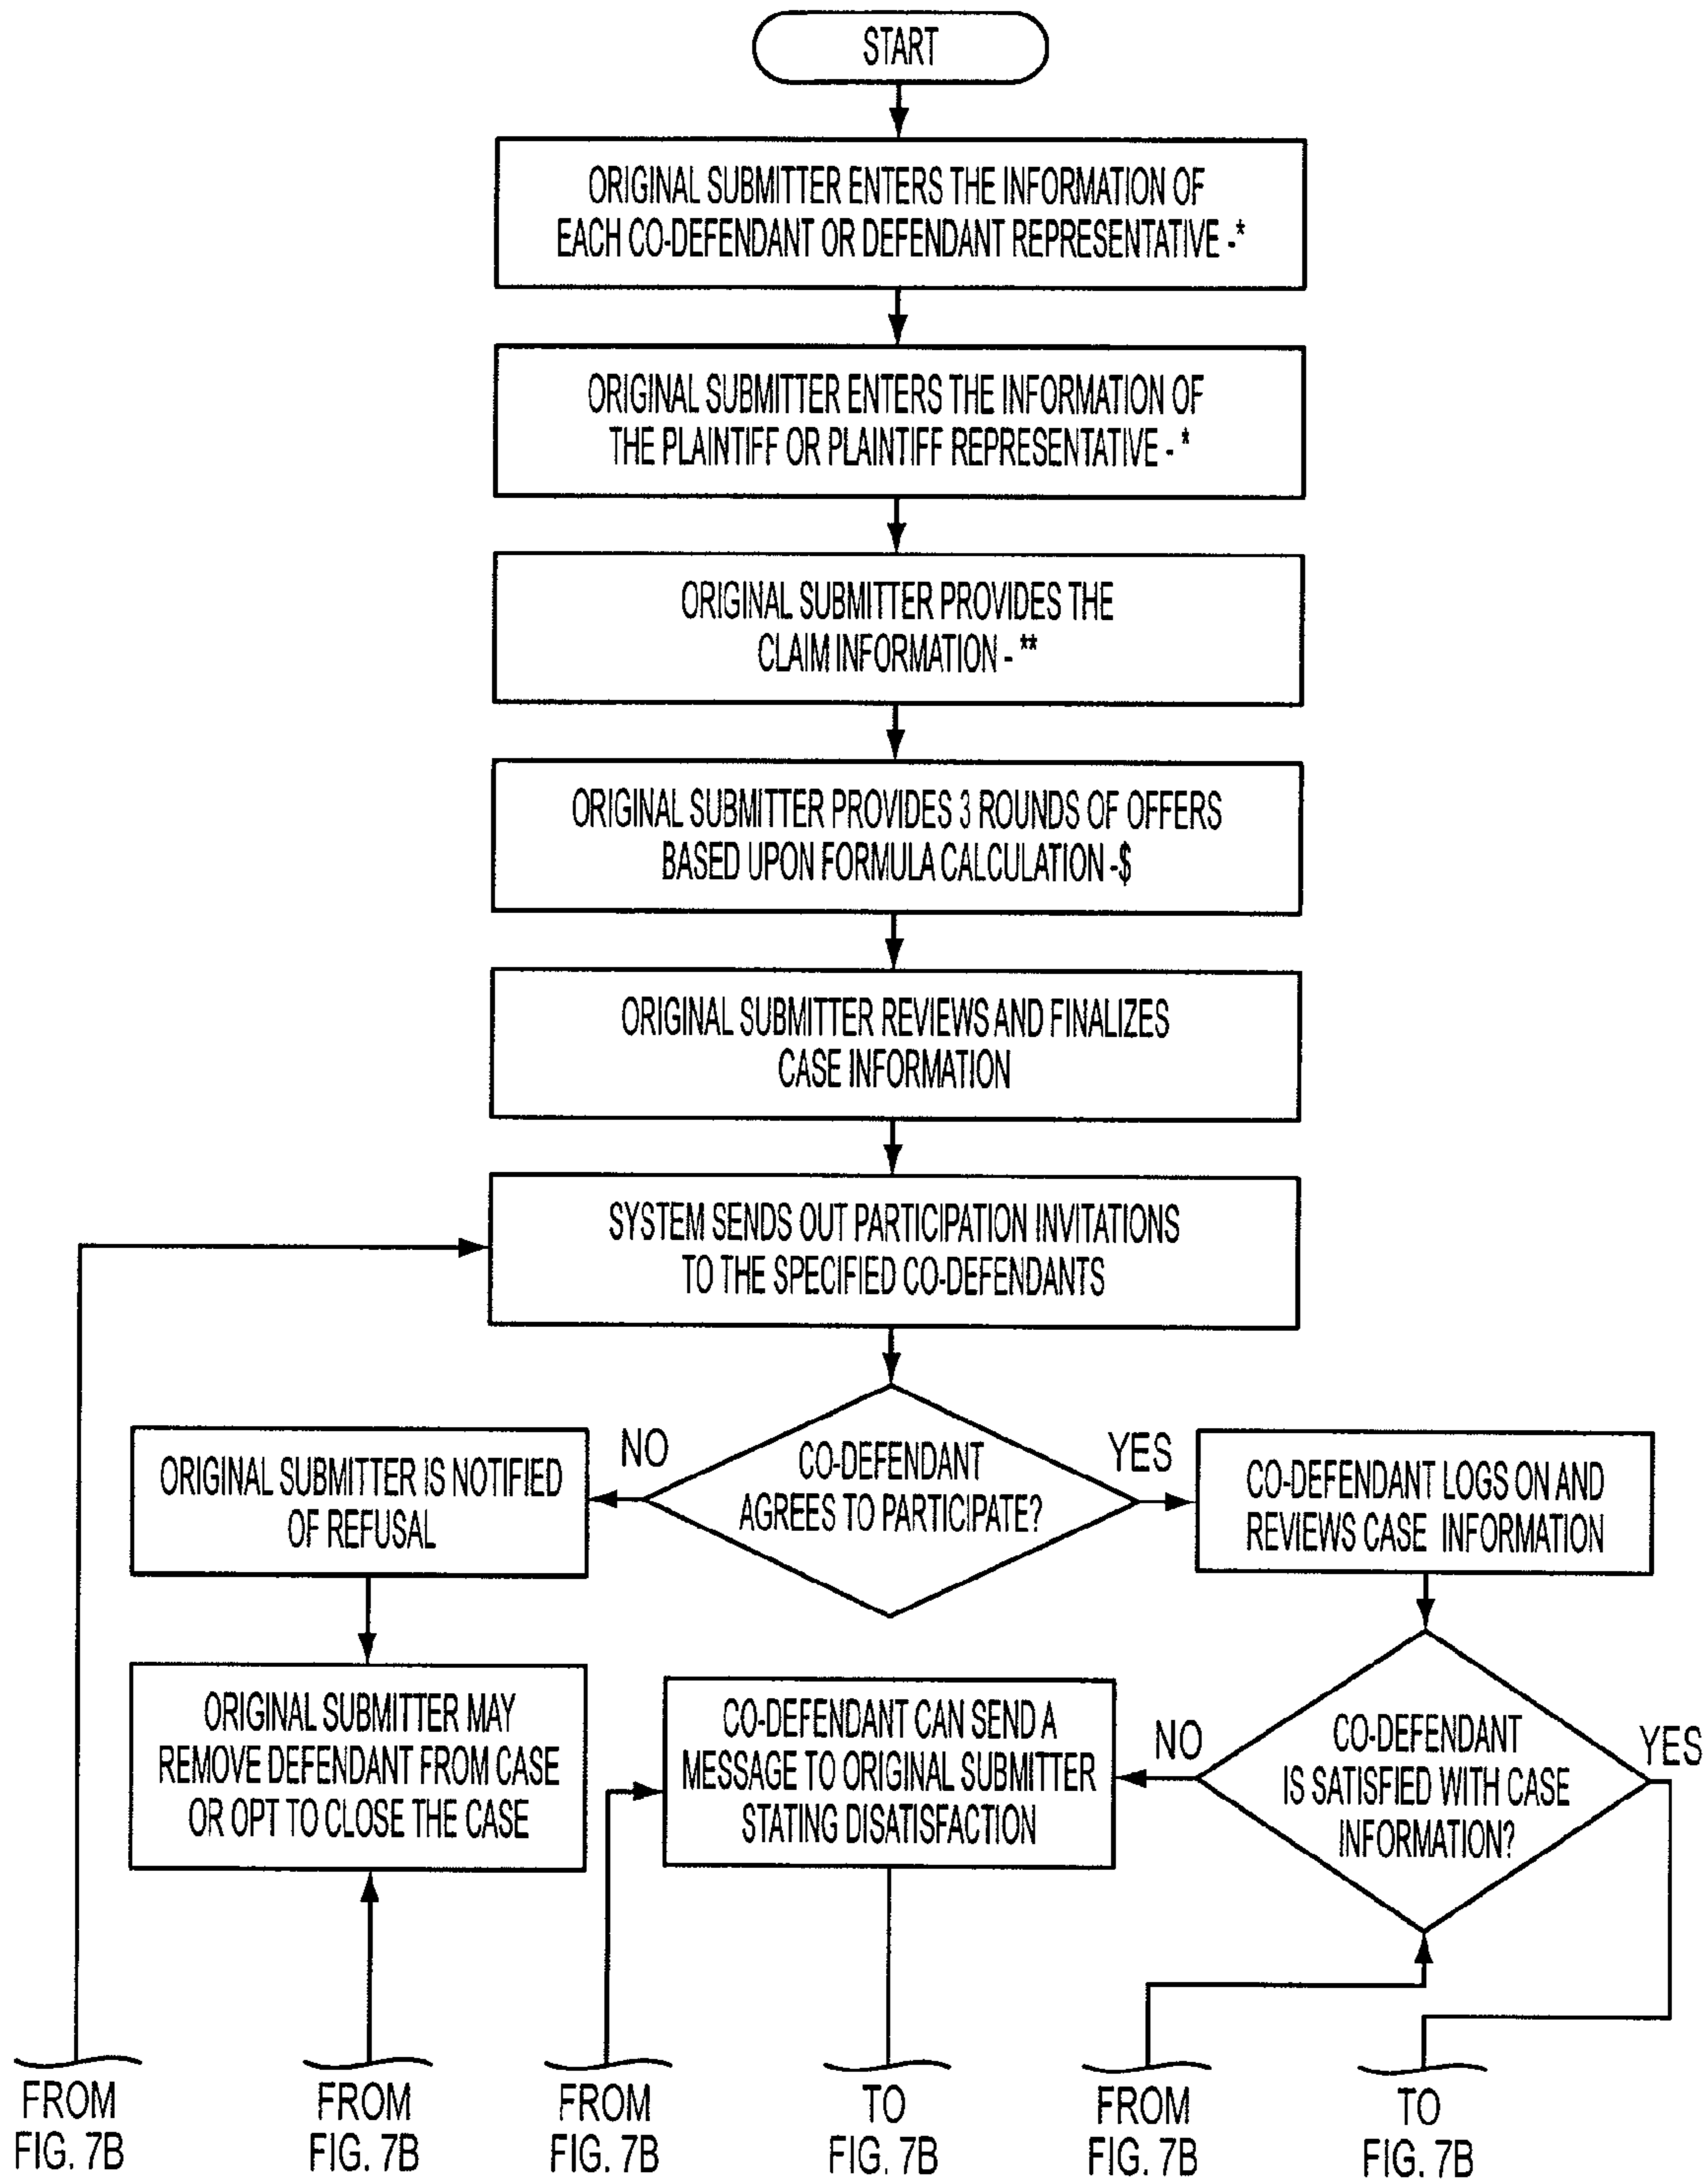 START
ORIGINAL SUBMITTER ENTERS THE INFORMATION OF
EACH CO-DEFENDANT OR DEFENDANT REPRESENTATIVE -*
ORIGINAL SUBMITTER ENTERS THE INFORMATION OF
THE PLAINTIFF OR PLAINTIFF REPRESENTATIVE - *
ORIGINAL SUBMITTER PROVIDES THE
CLAIM INFORMATION - **
ORIGINAL SUBMITTER PROVIDES 3 ROUNDS OF OFFERS
BASED UPON FORMULA CALCULATION -$
ORIGINAL SUBMITTER REVIEWS AND FINALIZES
CASE INFORMATION
SYSTEM SENDS OUT PARTICIPATION INVITATIONS
TO THE SPECIFIED CO-DEFENDANTS
CO-DEFENDANT
AGREES TO PARTICIPATE?
NO
YES
ORIGINAL SUBMITTER IS NOTIFIED
OF REFUSAL
CO-DEFENDANT LOGS ON AND
REVIEWS CASE INFORMATION
ORIGINAL SUBMITTER MAY
REMOVE DEFENDANT FROM CASE
OR OPT TO CLOSE THE CASE
CO-DEFENDANT CAN SEND A
MESSAGE TO ORIGINAL SUBMITTER
STATING DISATISFACTION
NO
CO-DEFENDANT
IS SATISFIED WITH CASE
INFORMATION?
YES
FROM
FIG. 7B
FROM
FIG. 7B
FROM
FIG. 7B
TO
FIG. 7B
FROM
FIG. 7B
TO
FIG. 7B